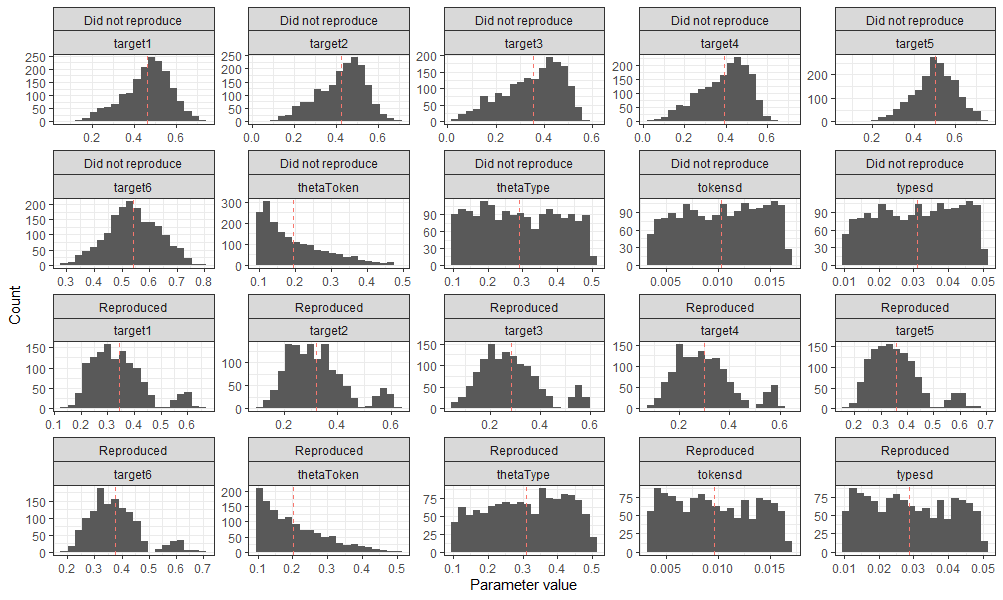 Did not reproduce Did not reproduce Did not reproduce Did not reproduce Did not reproduce
target1 target2 target3 target4 target5
250 250 200
200 200 150 200 200
150 150 100 150
100 100 50 100 100
50 50 50
0 0 0 0 0
0.2 0.4 0.6 0.0 0.2 0.4 0.6 0.0 0.2 0.4 0.6 0.0 0.2 0.4 0.6 0.2 0.4 0.6
Did not reproduce Did not reproduce Did not reproduce Did not reproduce Did not reproduce
target6 thetaToken thetaType tokensd typesd
200 300 90 90 90
150 200 60 60 60
100 100 30 30 30
50
0 0 0 0 0
0.3 0.4 0.5 0.6 0.7 0.8 0.1 0.2 0.3 0.4 0.5 0.1 0.2 0.3 0.4 0.5 0.005 0.010 0.015 0.01 0.02 0.03 0.04 0.05
Count
Reproduced Reproduced Reproduced Reproduced Reproduced
target1 target2 target3 target4 target5
150 100 150 150 150
100 50 100 100 100
50 50 50 50
0 0 0 0 0
0.1 0.2 0.3 0.4 0.5 0.6 0.2 0.4 0.6 0.2 0.4 0.6 0.2 0.4 0.6 0.2 0.3 0.4 0.5 0.6 0.7
Reproduced Reproduced Reproduced Reproduced Reproduced
target6 thetaToken thetaType tokensd typesd
150 200 75 75 75
100 150 50 50 50
50 100 25 25 25
50
0 0 0 0 0
0.2 0.3 0.4 0.5 0.6 0.7 0.1 0.2 0.3 0.4 0.5 0.1 0.2 0.3 0.4 0.5 0.005 0.010 0.015 0.01 0.02 0.03 0.04 0.05
Parameter value